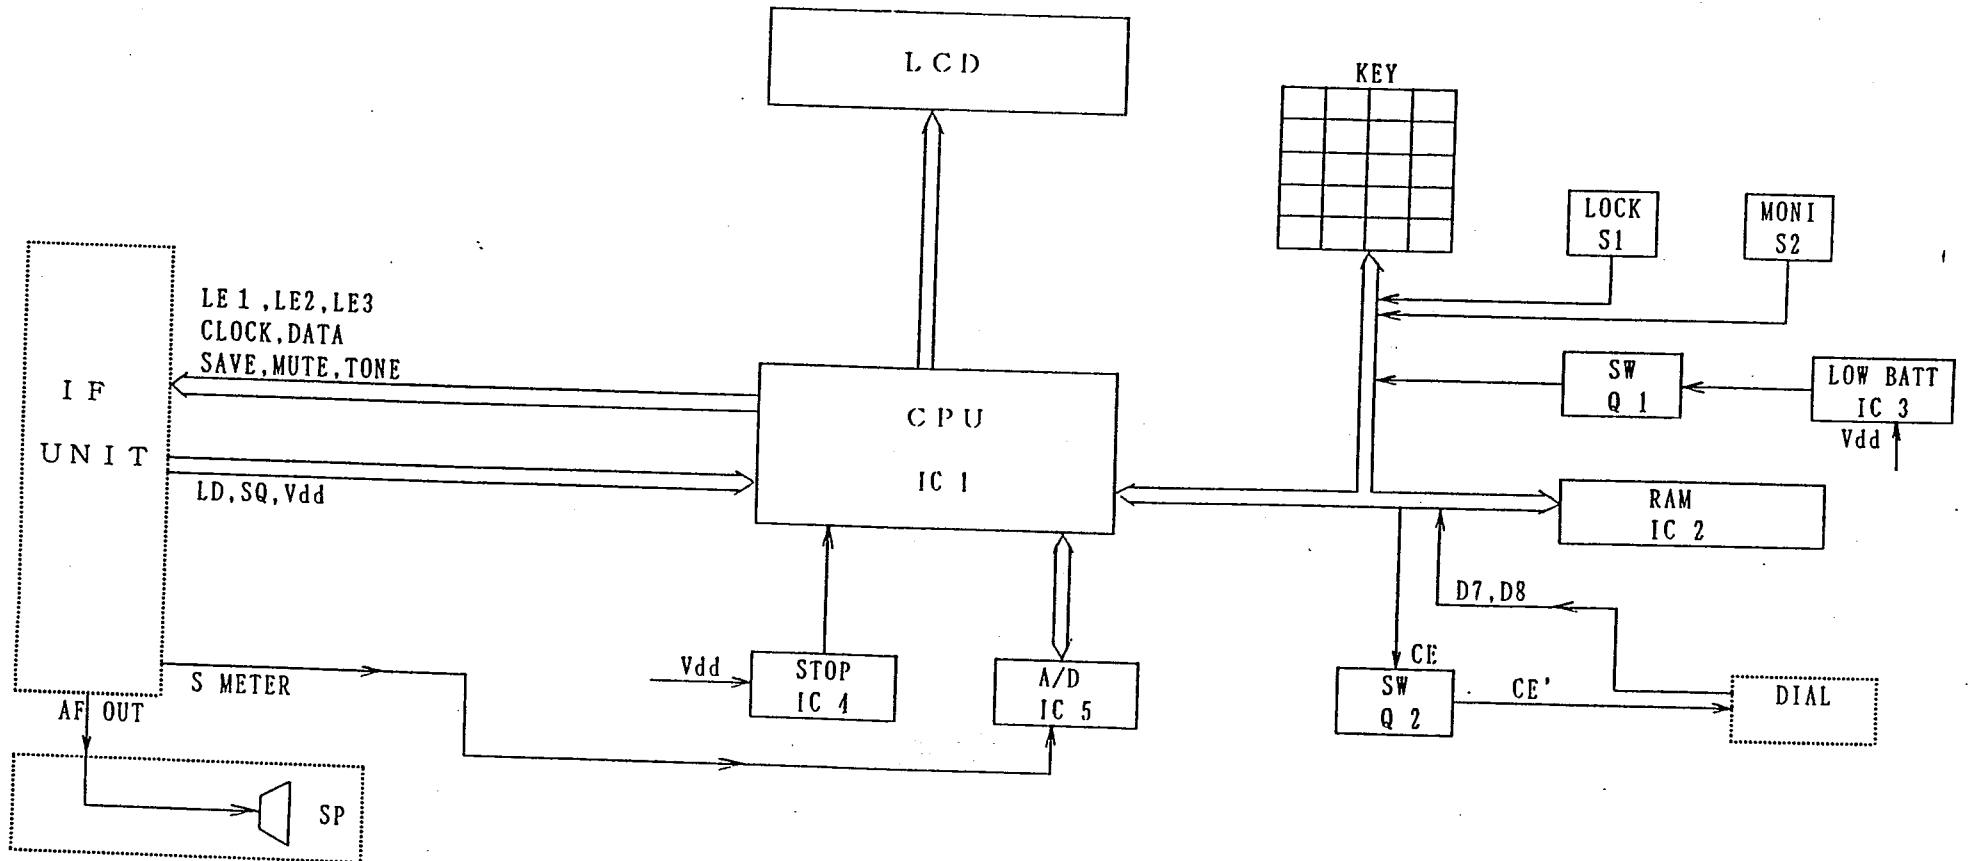 LCD
KEY
LOCK
S1
MONI
S2
LE1,LE2,LE3
CLOCK,DATA
SAVE,MUTE,TONE
IF
UNIT
CPU
IC 1
SW
Q 1
LOW BATT
IC 3
Vdd
LD,SQ,Vdd
RAM
IC 2
D7,D8
S METER
Vdd
STOP
IC 4
A/D
IC 5
CE
SW
Q 2
CE'
DIAL
AF OUT
SP